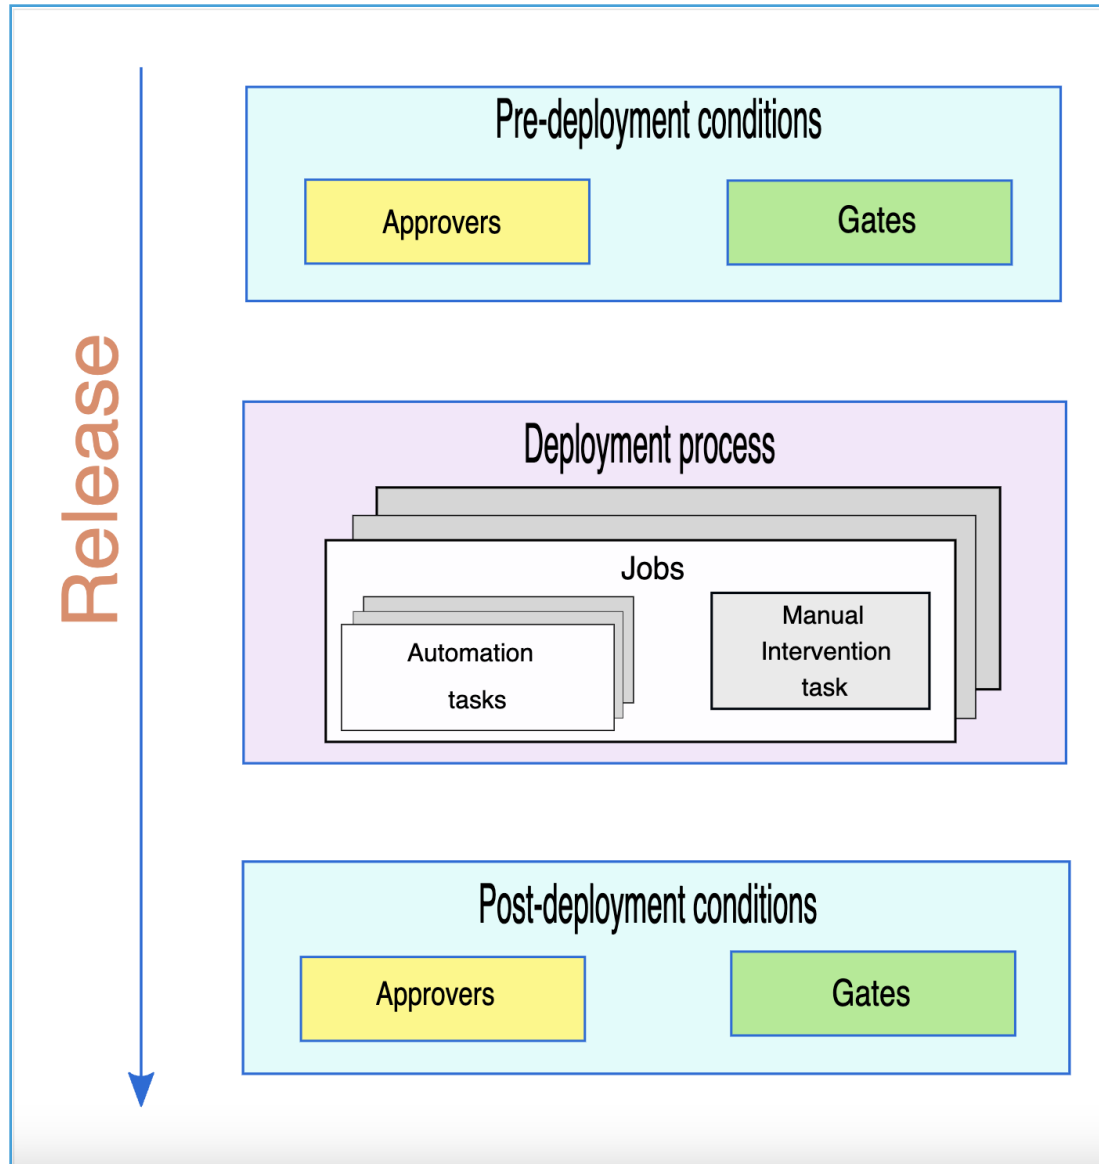 Release
Pre-deployment conditions
Approvers
Gates
Deployment process
Jobs
Automation
tasks
Manual
Intervention
task
Post-deployment conditions
Approvers
Gates